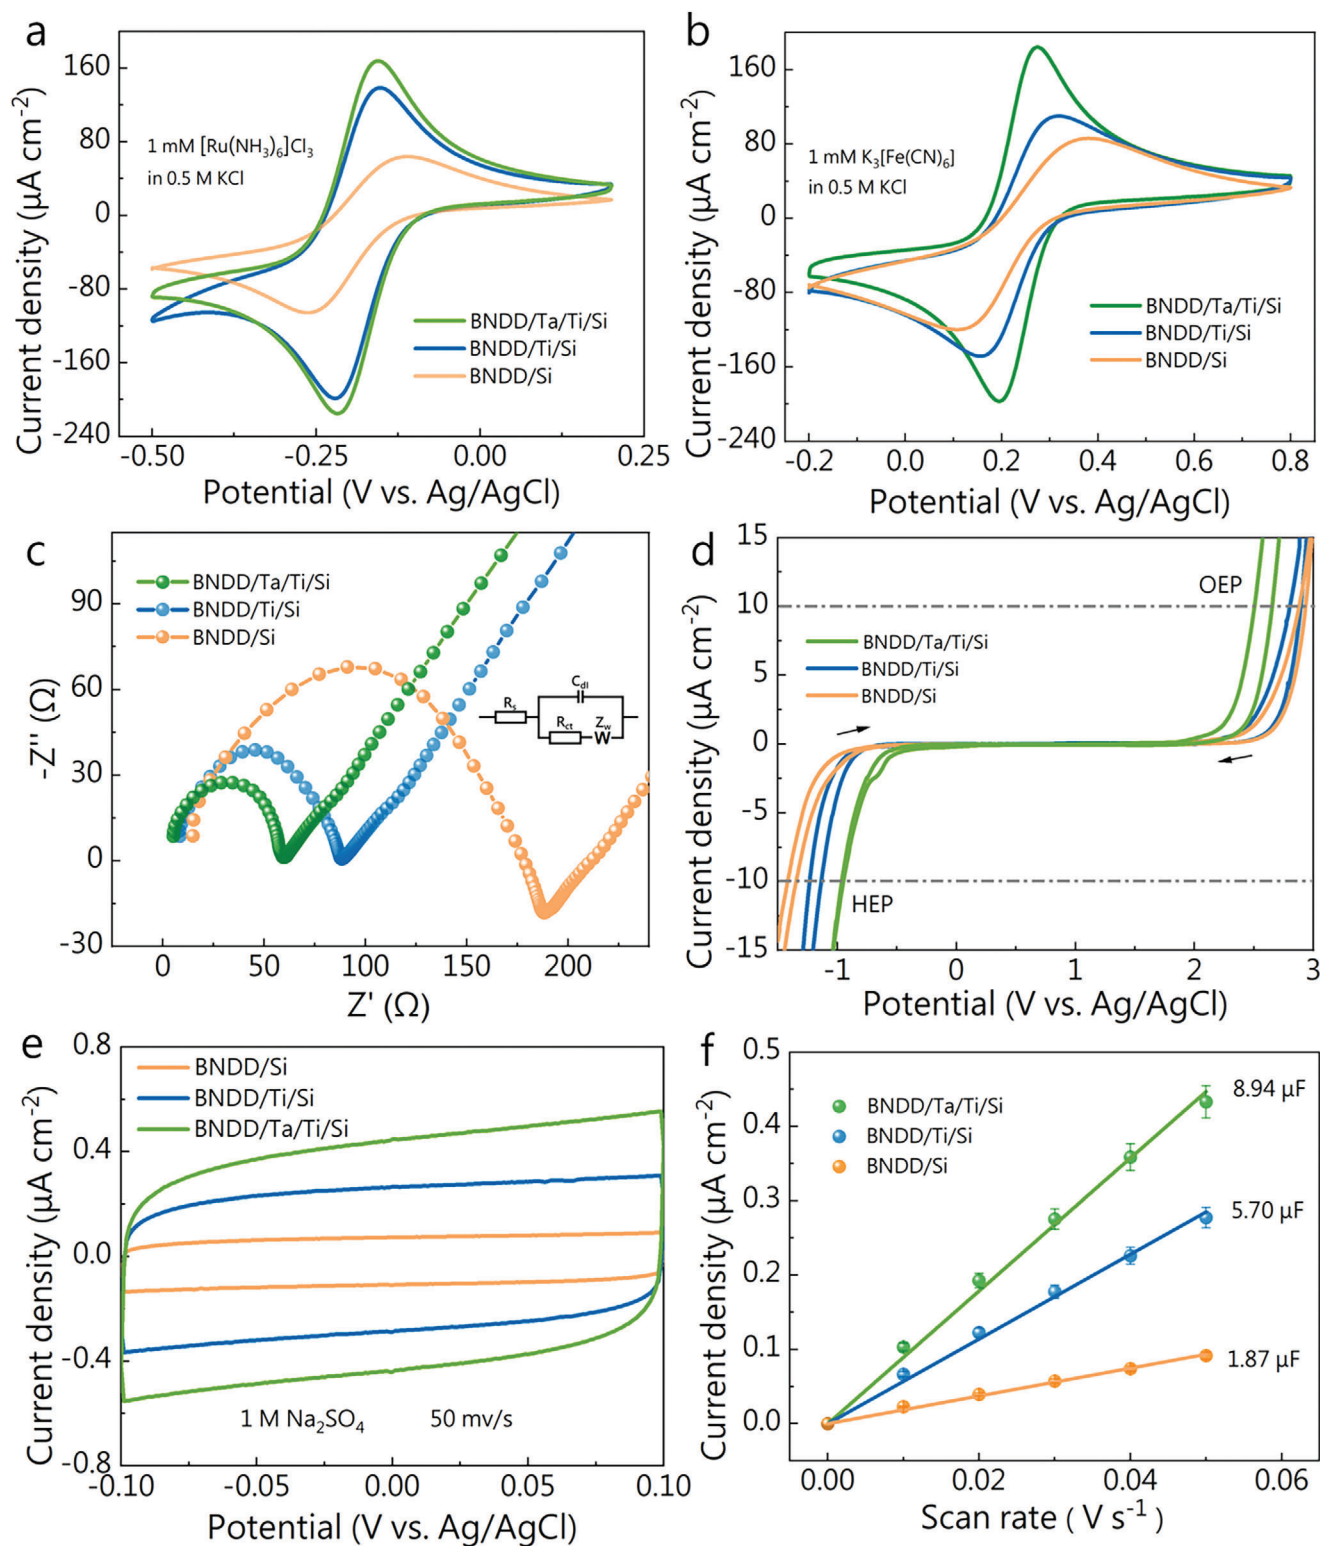 a
160
80
0
-80
-160
-240
Current density (µA cm⁻²)
1 mM [Ru(NH₃)₆]Cl₃
in 0.5 M KCl
BNDD/Ta/Ti/Si
BNDD/Ti/Si
BNDD/Si
-0.50 -0.25 0.00 0.25
Potential (V vs. Ag/AgCl)
b
160
80
0
-80
-160
-240
Current density (µA cm⁻²)
1 mM K₃[Fe(CN)₆]
in 0.5 M KCl
BNDD/Ta/Ti/Si
BNDD/Ti/Si
BNDD/Si
-0.2 0.0 0.2 0.4 0.6 0.8
Potential (V vs. Ag/AgCl)
c
90
60
30
0
-30
-Z'' (Ω)
BNDD/Ta/Ti/Si
BNDD/Ti/Si
BNDD/Si
C_dl
R_s
R_ct Z_w
W
0 50 100 150 200
Z' (Ω)
d
15
10
5
0
-5
-10
-15
Current density (µA cm⁻²)
OEP
BNDD/Ta/Ti/Si
BNDD/Ti/Si
BNDD/Si
HEP
-1 0 1 2 3
Potential (V vs. Ag/AgCl)
e
0.8
0.4
0.0
-0.4
-0.8
Current density (µA cm⁻²)
BNDD/Si
BNDD/Ti/Si
BNDD/Ta/Ti/Si
1 M Na₂SO₄ 50 mv/s
-0.10 -0.05 0.00 0.05 0.10
Potential (V vs. Ag/AgCl)
f
0.5
0.4
0.3
0.2
0.1
0.0
Current density (µA cm⁻²)
BNDD/Ta/Ti/Si
BNDD/Ti/Si
BNDD/Si
8.94 µF
5.70 µF
1.87 µF
0.00 0.02 0.04 0.06
Scan rate ( V s⁻¹)